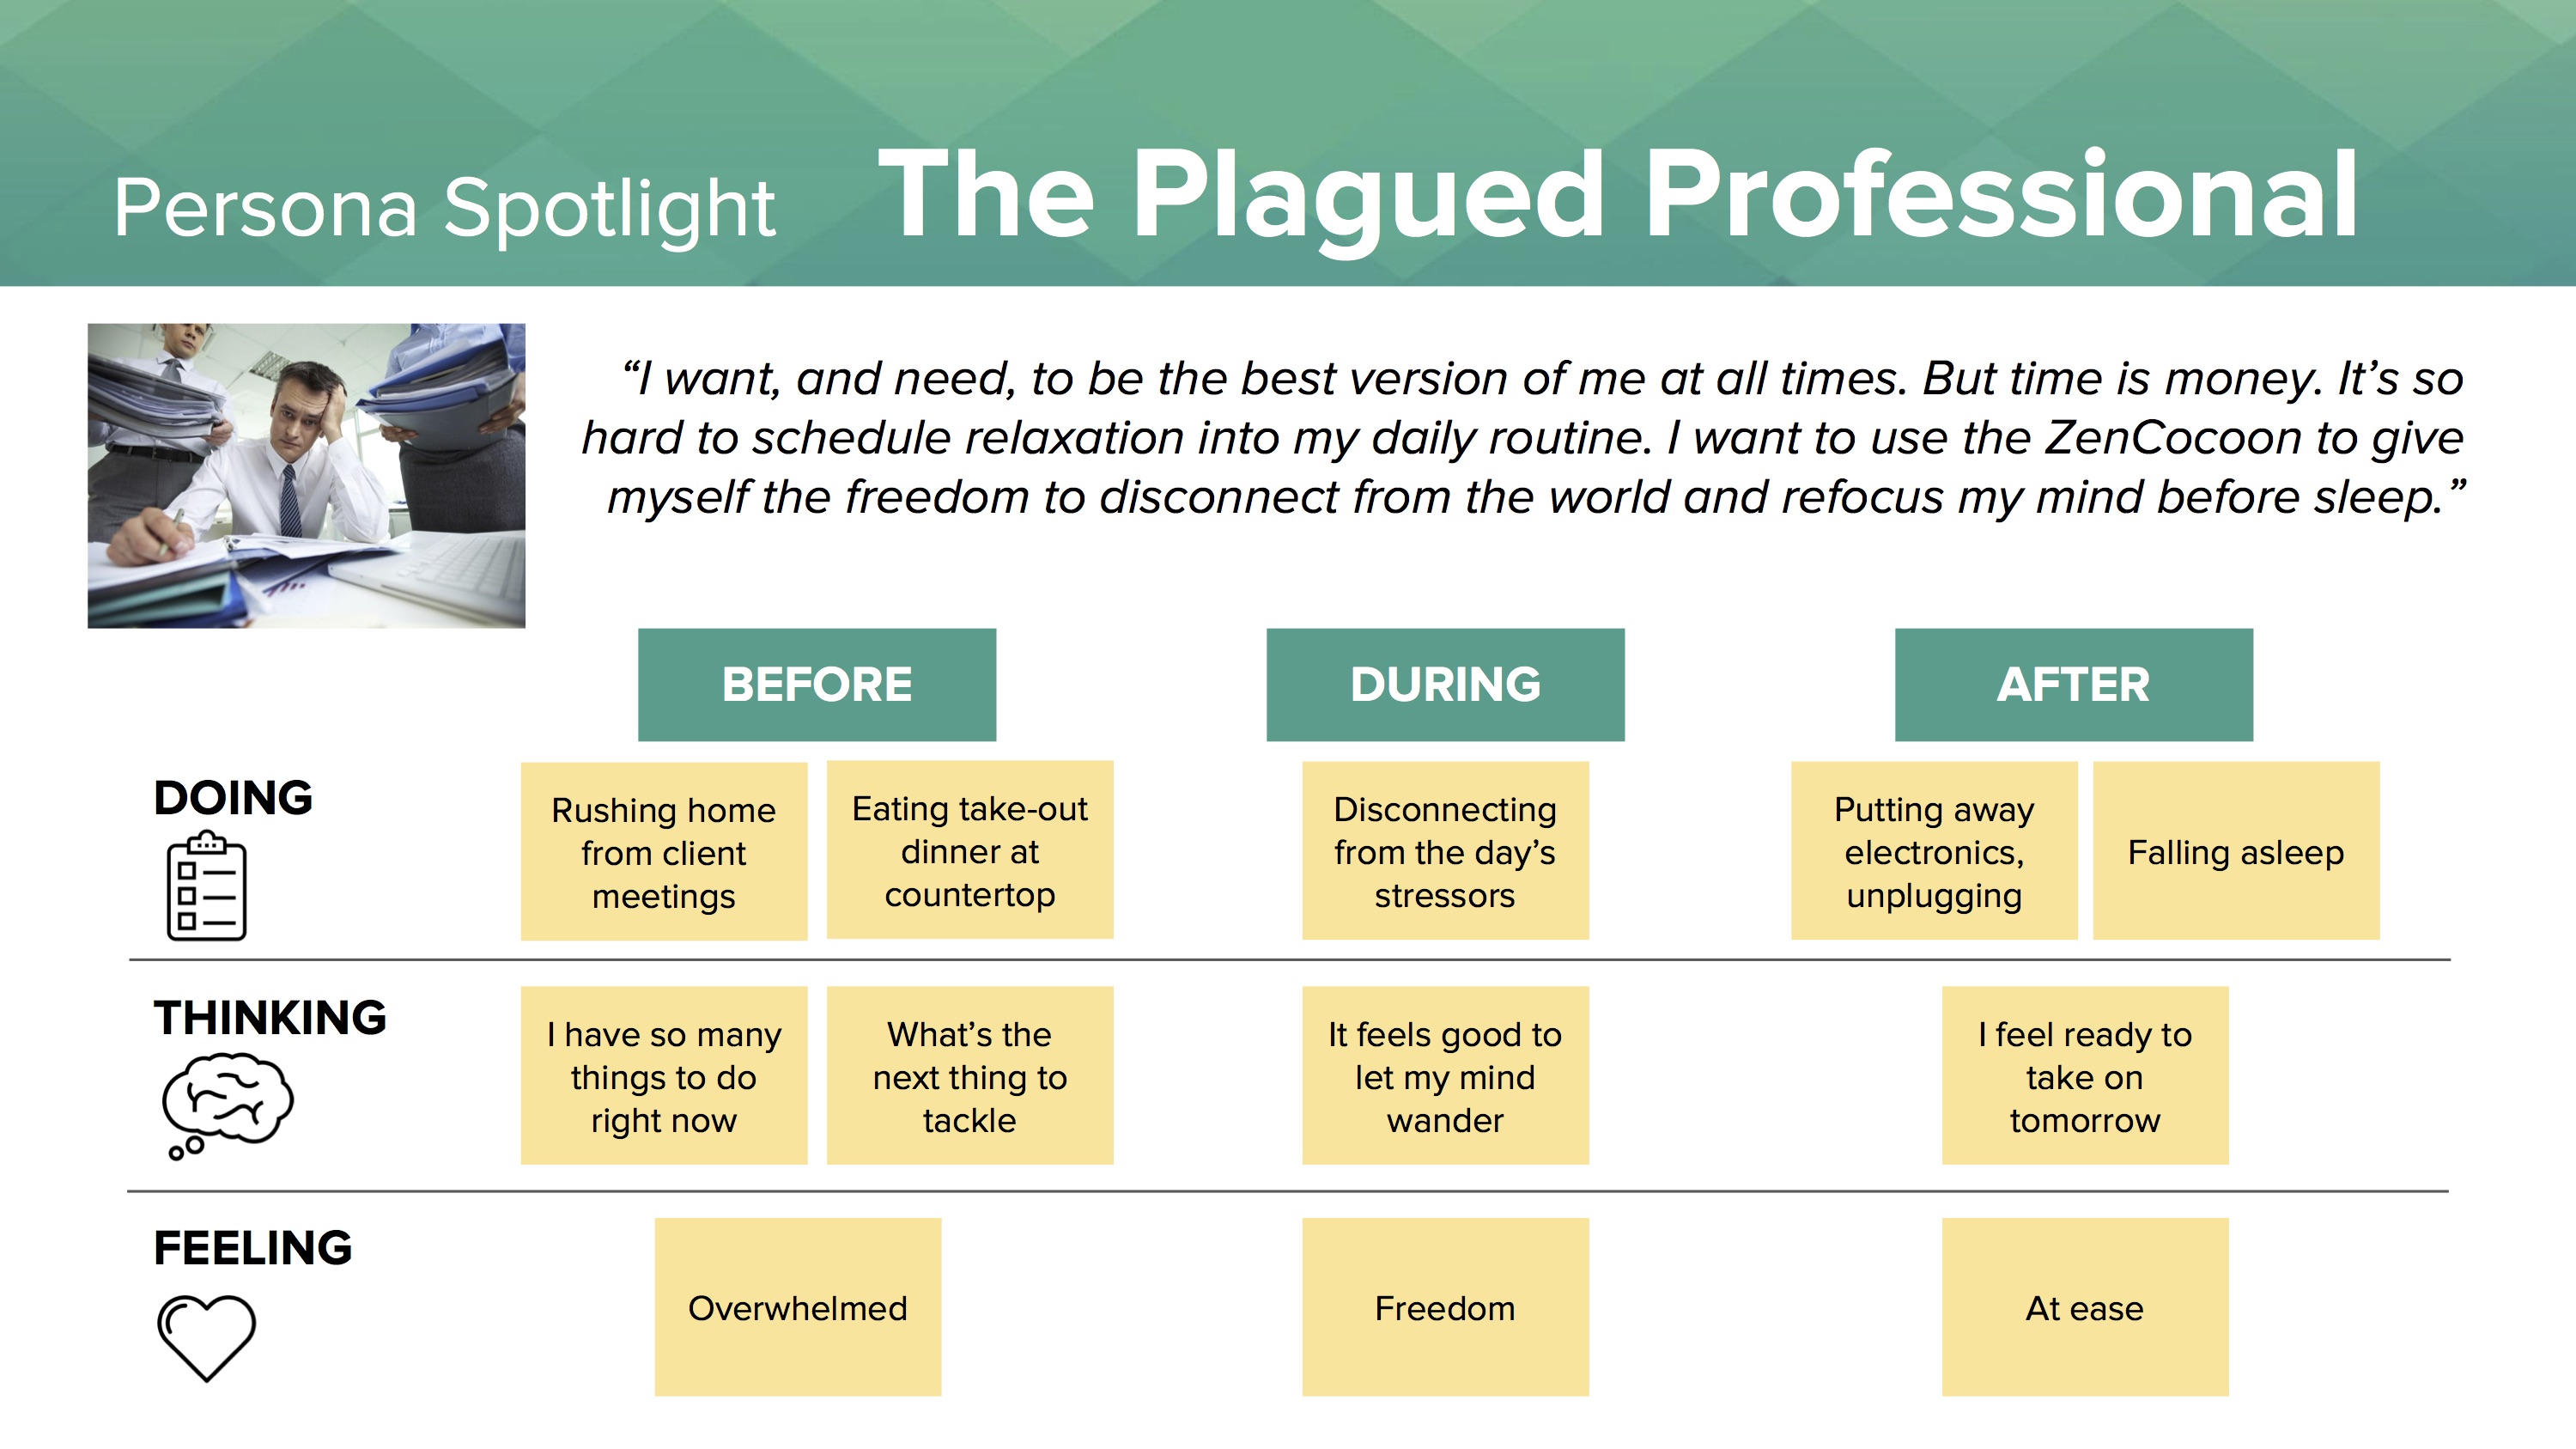 Persona Spotlight The Plagued Professional
“I want, and need, to be the best version of me at all times. But time is money. It’s so
hard to schedule relaxation into my daily routine. I want to use the ZenCocoon to give
myself the freedom to disconnect from the world and refocus my mind before sleep.”
BEFORE
DURING
AFTER
DOING
Rushing home
from client
meetings
Eating take-out
dinner at
countertop
Disconnecting
from the day’s
stressors
Putting away
electronics,
unplugging
Falling asleep
THINKING
I have so many
things to do
right now
What’s the
next thing to
tackle
It feels good to
let my mind
wander
I feel ready to
take on
tomorrow
FEELING
Overwhelmed
Freedom
At ease